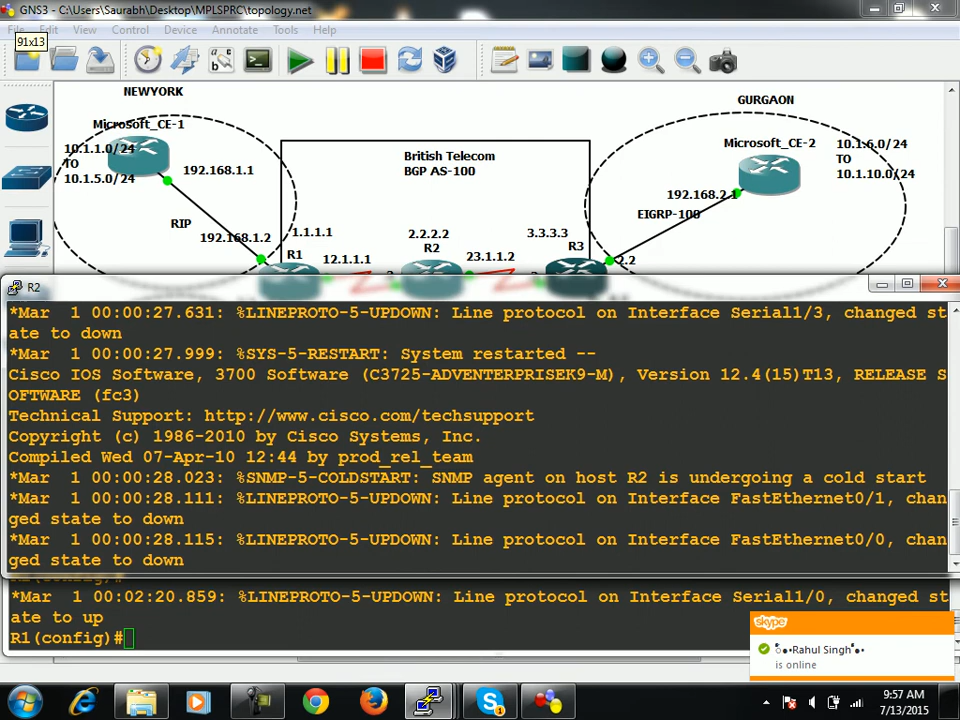 GNS3 - C:\Users\Saurabh\Desktop\MPLSPRC\topology.net
File Edit View Control Device Annotate Tools Help
91x13
NEWYORK
GURGAON
Microsoft_CE-1
Microsoft_CE-2
10.1.1.0/24
TO
10.1.5.0/24
192.168.1.1
British Telecom
BGP AS-100
10.1.6.0/24
TO
10.1.10.0/24
192.168.2.1
EIGRP-100
RIP
192.168.1.2
1.1.1.1
2.2.2.2
3.3.3.3
R1
R2
R3
12.1.1.1
23.1.1.2
2.2
R2
*Mar  1 00:00:27.631: %LINEPROTO-5-UPDOWN: Line protocol on Interface Serial1/3, changed st
ate to down
*Mar  1 00:00:27.999: %SYS-5-RESTART: System restarted --
Cisco IOS Software, 3700 Software (C3725-ADVENTERPRISEK9-M), Version 12.4(15)T13, RELEASE S
OFTWARE (fc3)
Technical Support: http://www.cisco.com/techsupport
Copyright (c) 1986-2010 by Cisco Systems, Inc.
Compiled Wed 07-Apr-10 12:44 by prod_rel_team
*Mar  1 00:00:28.023: %SNMP-5-COLDSTART: SNMP agent on host R2 is undergoing a cold start
*Mar  1 00:00:28.111: %LINEPROTO-5-UPDOWN: Line protocol on Interface FastEthernet0/1, chan
ged state to down
*Mar  1 00:00:28.115: %LINEPROTO-5-UPDOWN: Line protocol on Interface FastEthernet0/0, chan
ged state to down
R1(config)#
*Mar  1 00:02:20.859: %LINEPROTO-5-UPDOWN: Line protocol on Interface Serial1/0, changed st
ate to up
R1(config)#
skype
Rahul Singh
is online
9:57 AM
7/13/2015